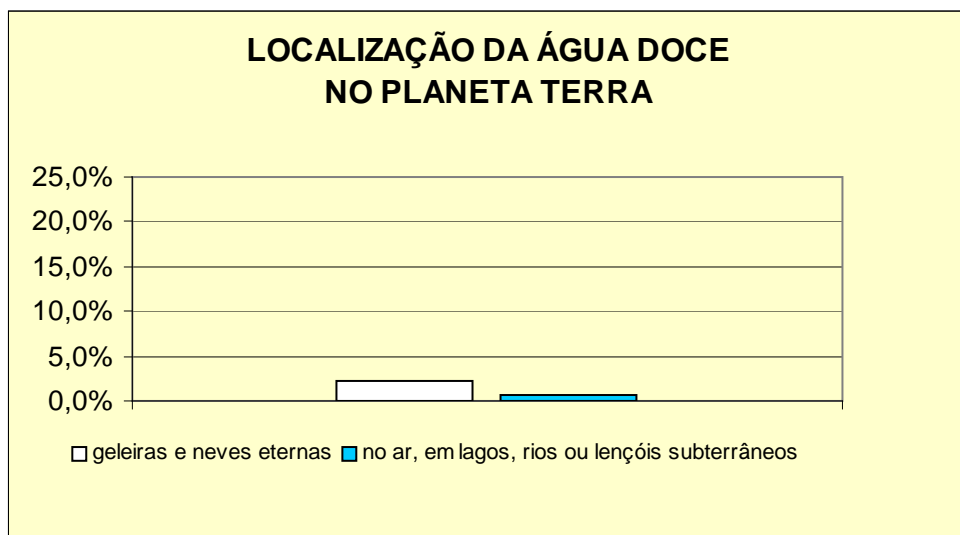 LOCALIZAÇÃO DA ÁGUA DOCE
NO PLANETA TERRA
25,0%
20,0%
15,0%
10,0%
5,0%
0,0%
geleiras e neves eternas
no ar, em lagos, rios ou lençóis subterrâneos